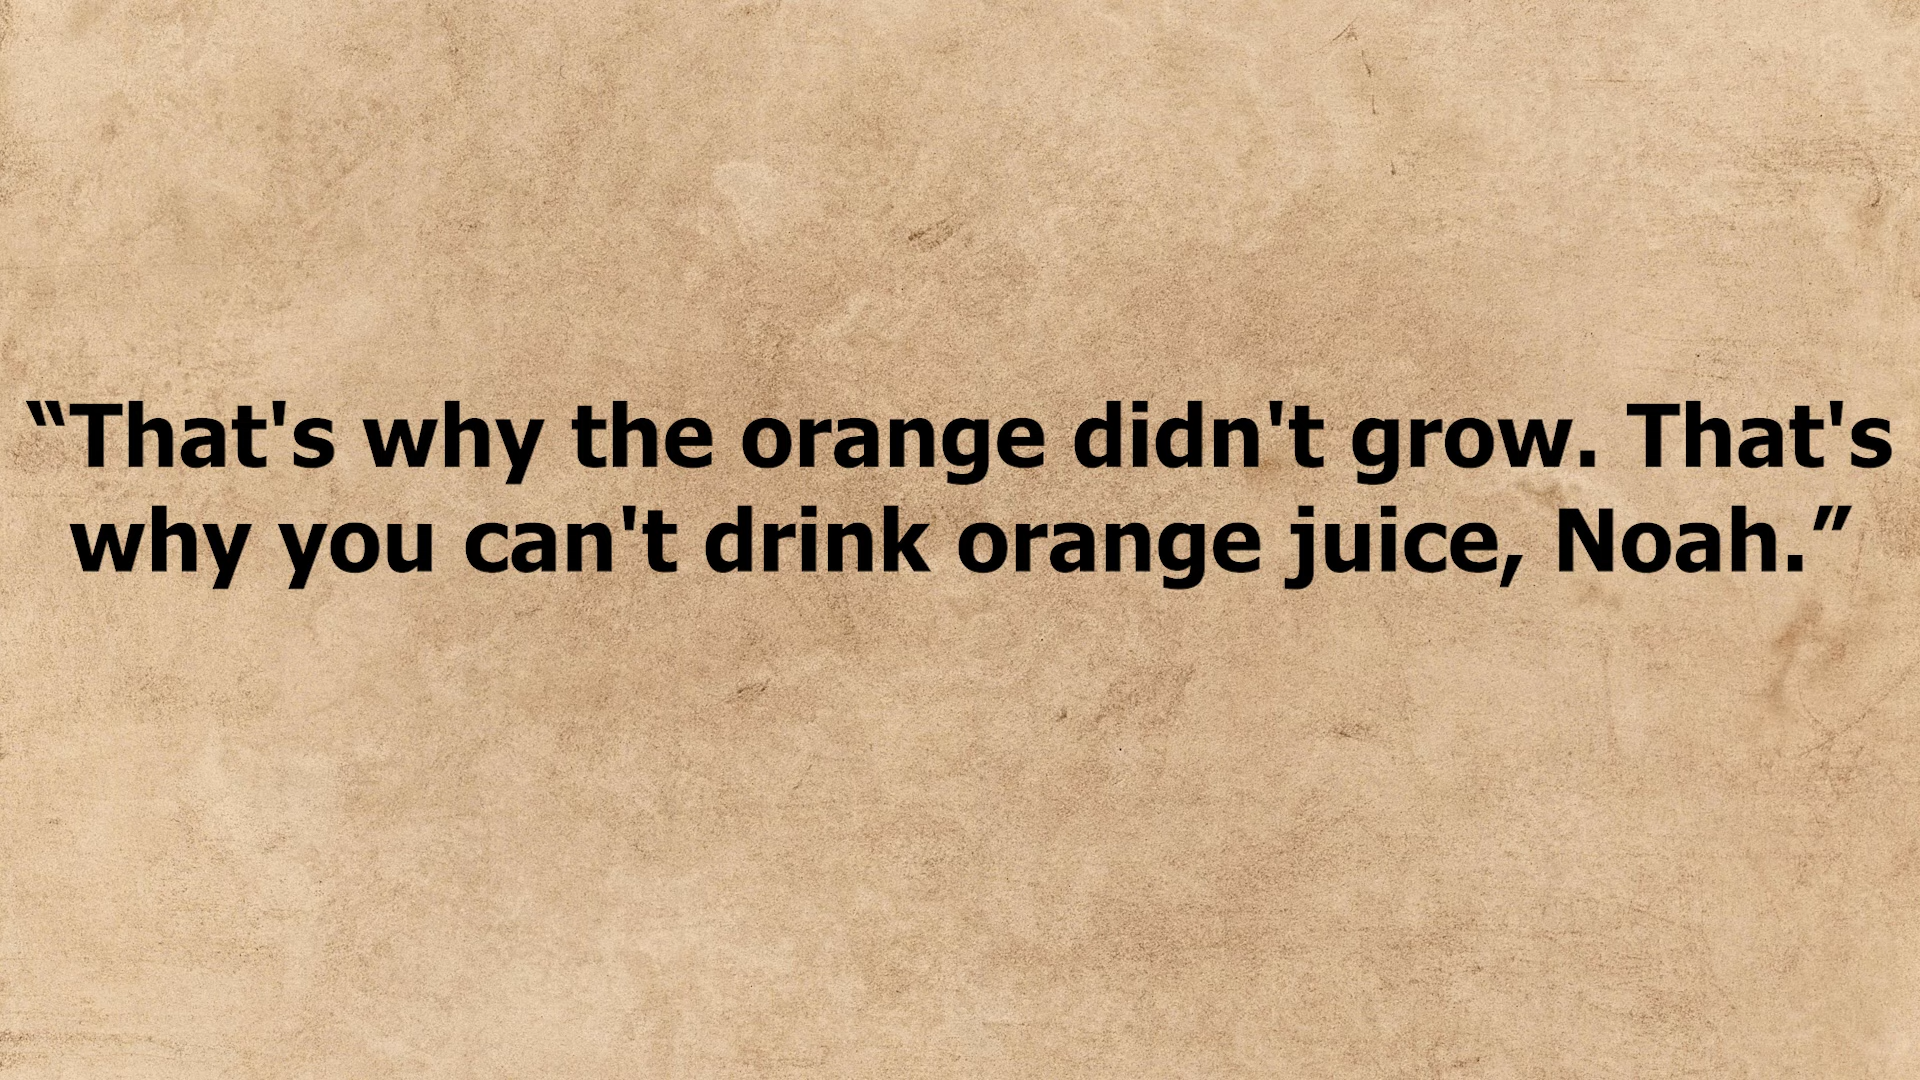 “That's why the orange didn't grow. That's
why you can't drink orange juice, Noah.”